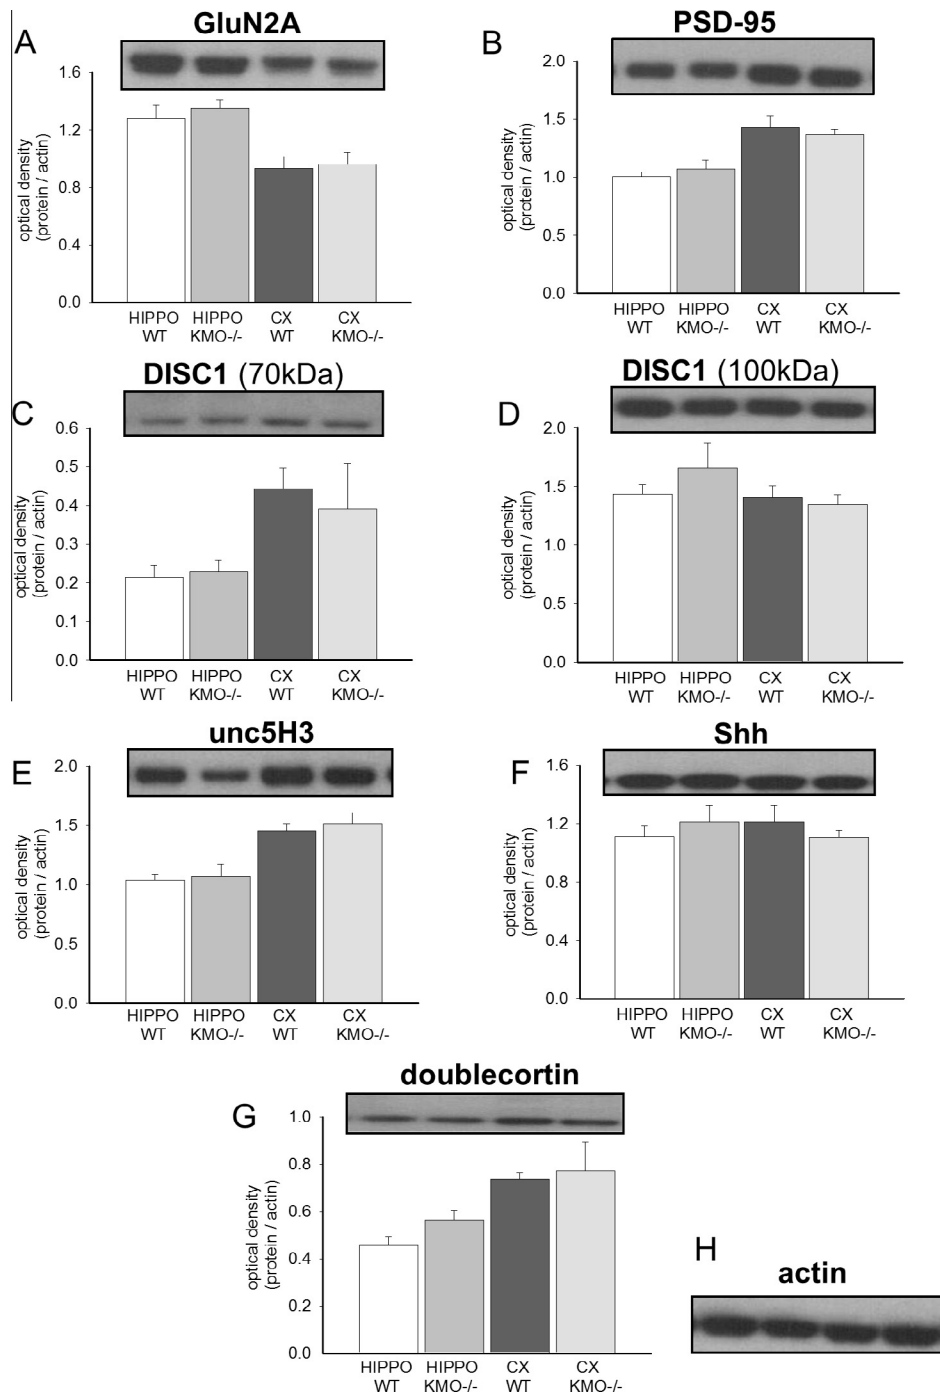 A
GluN2A
1.6
1.2
0.8
0.4
0.0
optical density
(protein / actin)
HIPPO HIPPO CX CX
WT KMO-/- WT KMO-/-
B
PSD-95
2.0
1.5
1.0
0.5
0.0
optical density
(protein / actin)
HIPPO HIPPO CX CX
WT KMO-/- WT KMO-/-
C
DISC1 (70kDa)
0.6
0.5
0.4
0.3
0.2
0.1
0.0
optical density
(protein / actin)
HIPPO HIPPO CX CX
WT KMO-/- WT KMO-/-
D
DISC1 (100kDa)
2.0
1.5
1.0
0.5
0.0
optical density
(protein / actin)
HIPPO HIPPO CX CX
WT KMO-/- WT KMO-/-
E
unc5H3
2.0
1.5
1.0
0.5
0.0
optical density
(protein / actin)
HIPPO HIPPO CX CX
WT KMO-/- WT KMO-/-
F
Shh
1.6
1.2
0.8
0.4
0.0
optical density
(protein / actin)
HIPPO HIPPO CX CX
WT KMO-/- WT KMO-/-
G
doublecortin
1.0
0.8
0.6
0.4
0.2
0.0
optical density
(protein / actin)
HIPPO HIPPO CX CX
WT KMO-/- WT KMO-/-
H
actin